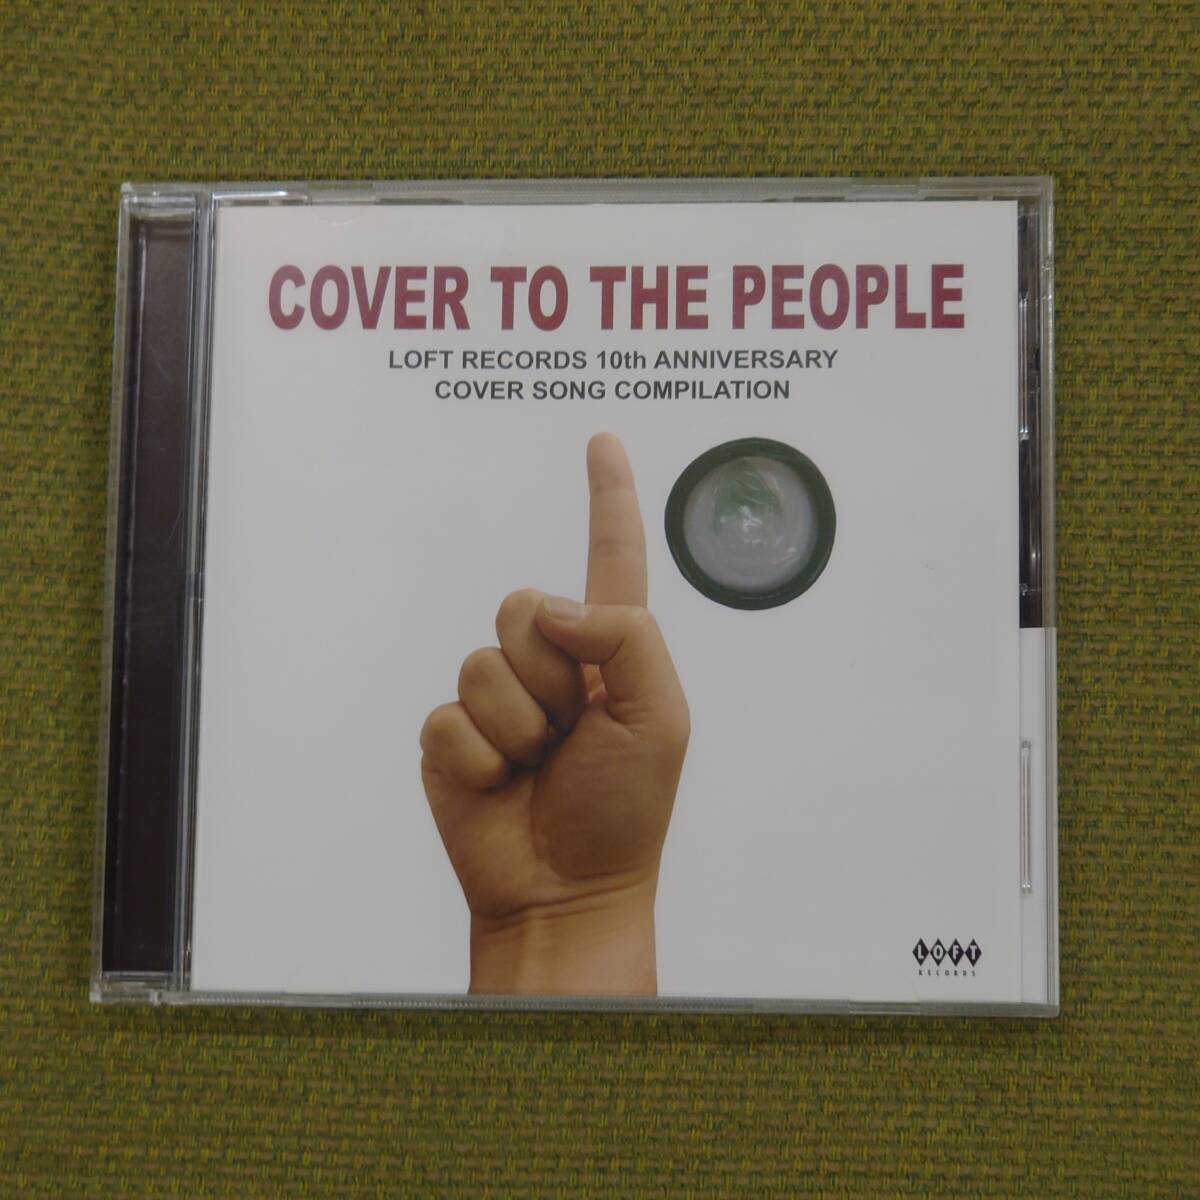 COVER TO THE PEOPLE
LOFT RECORDS 10th ANNIVERSARY
COVER SONG COMPILATION
LOFT
RECORDS